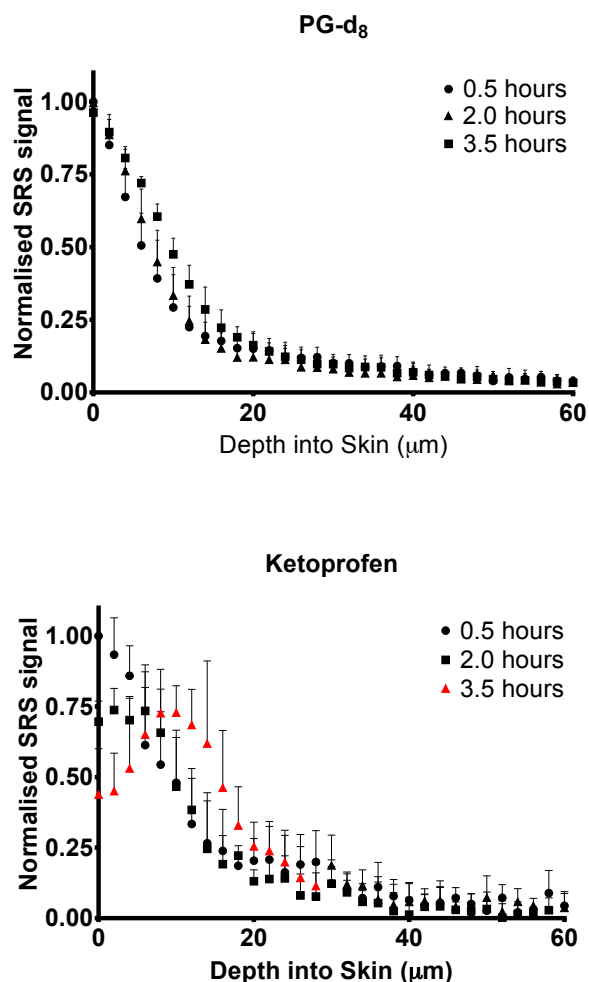 PG-d8
1.00
0.75
0.50
0.25
0.00
Normalised SRS signal
0.5 hours
2.0 hours
3.5 hours
0 20 40 60
Depth into Skin (μm)
Ketoprofen
1.00
0.75
0.50
0.25
0.00
Normalised SRS signal
0.5 hours
2.0 hours
3.5 hours
0 20 40 60
Depth into Skin (μm)